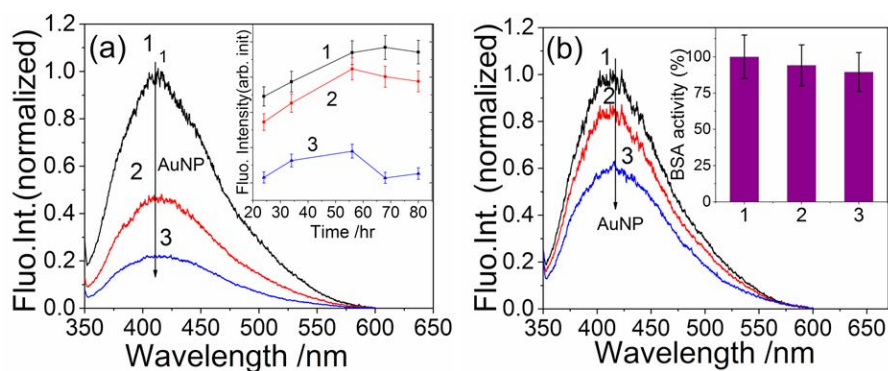 (a)
1.2
1.0
0.8
0.6
0.4
0.2
0.0
Fluo.Int.(normalized)
350 400 450 500 550 600 650
Wavelength /nm
1
1
2
3
AuNP
Fluo. Intensity(arb. init)
1
2
3
20 30 40 50 60 70 80
Time /hr
(b)
1.2
1.0
0.8
0.6
0.4
0.2
0.0
Fluo.Int.(normalized)
350 400 450 500 550 600 650
Wavelength /nm
1
2
3
AuNP
BSA activity (%)
100
75
50
25
0
1 2 3